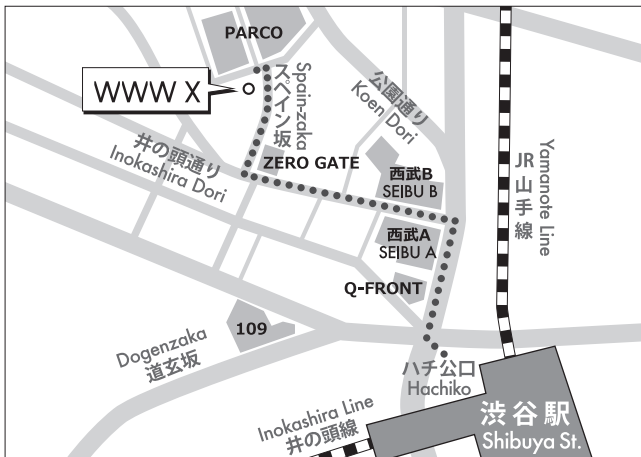 PARCO
WWW X
Spain-zaka
スペイン坂
公園通り
Koen Dori
井の頭通り
Inokashira Dori
ZERO GATE
西武B
SEIBU B
Yamanote Line
JR山手線
西武A
SEIBU A
Q-FRONT
109
Dogenzaka
道玄坂
ハチ公口
Hachiko
Inokashira Line
井の頭線
渋谷駅
Shibuya St.